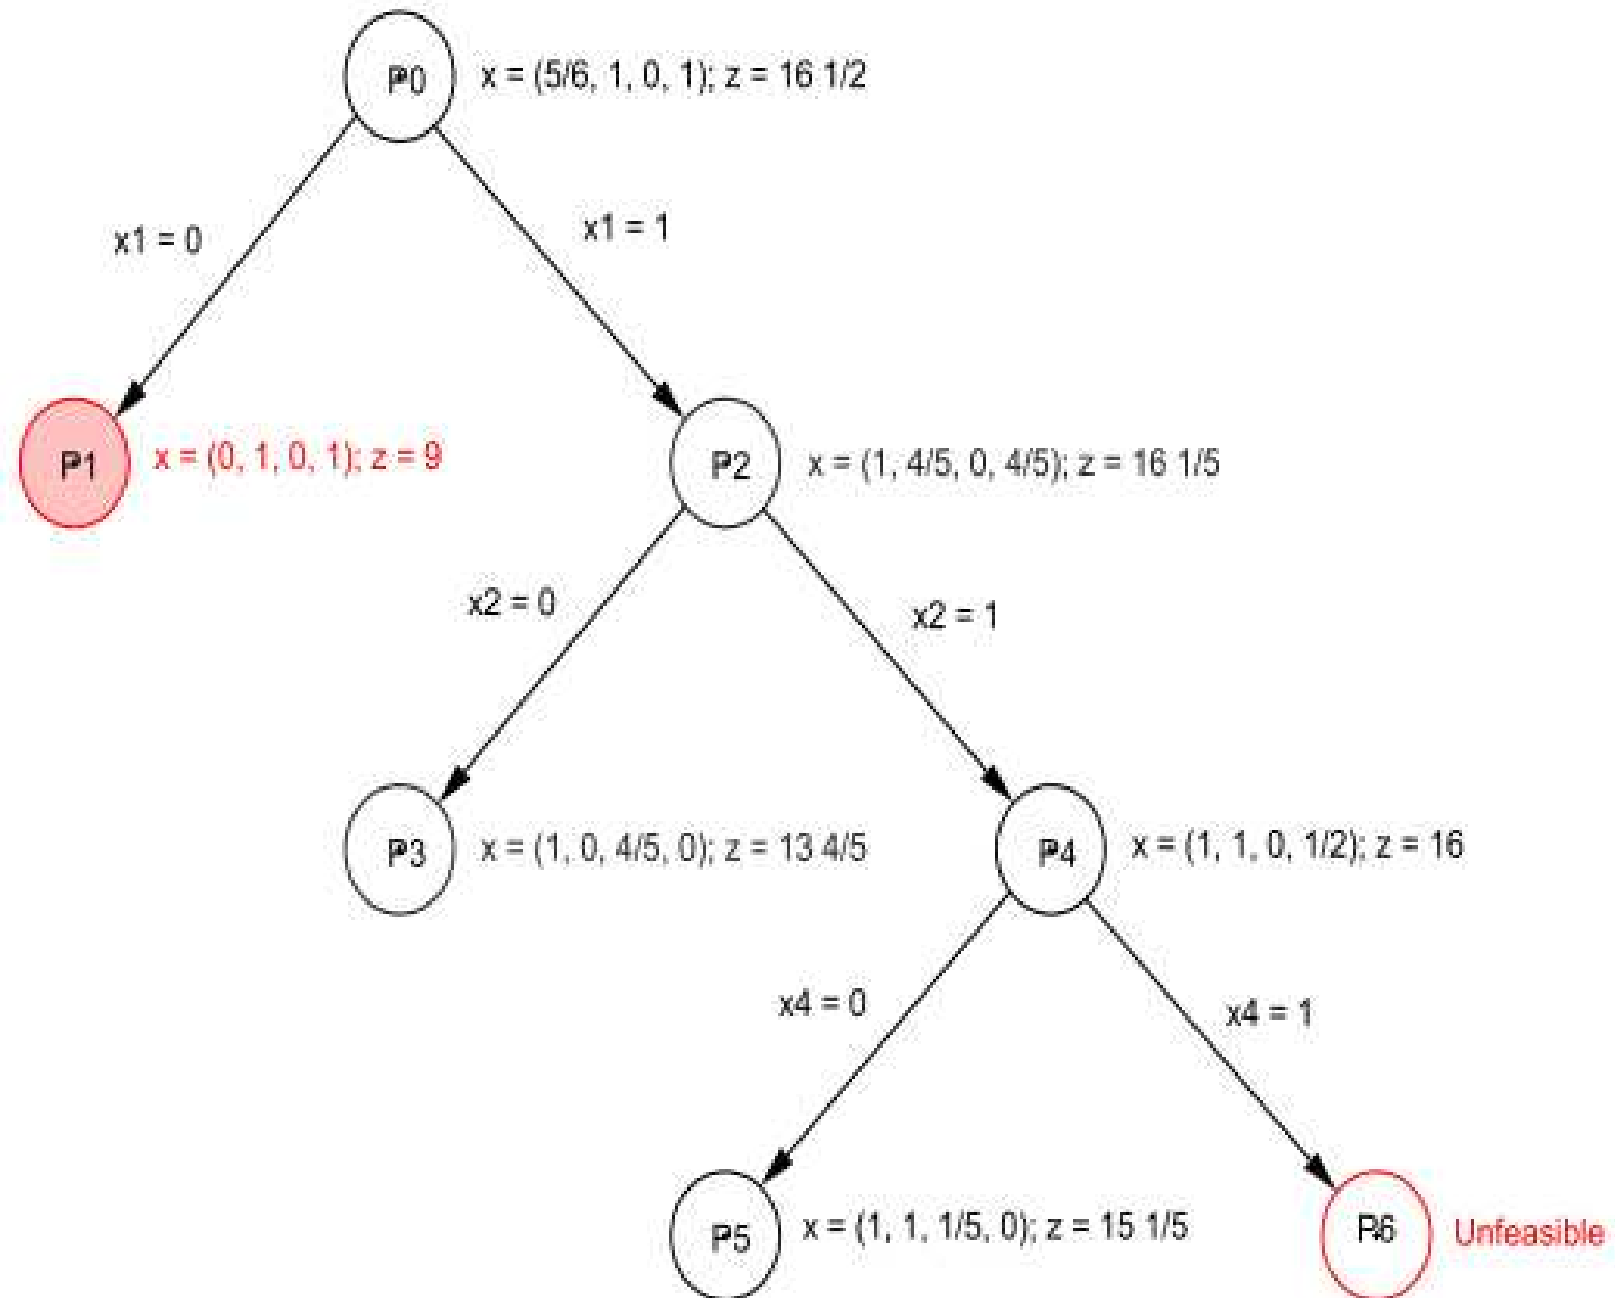 P0 x = (5/6, 1, 0, 1); z = 16 1/2
x1 = 0 x1 = 1
P1 x = (0, 1, 0, 1); z = 9 P2 x = (1, 4/5, 0, 4/5); z = 16 1/5
x2 = 0 x2 = 1
P3 x = (1, 0, 4/5, 0); z = 13 4/5 P4 x = (1, 1, 0, 1/2); z = 16
x4 = 0 x4 = 1
P5 x = (1, 1, 1/5, 0); z = 15 1/5 P6 Unfeasible